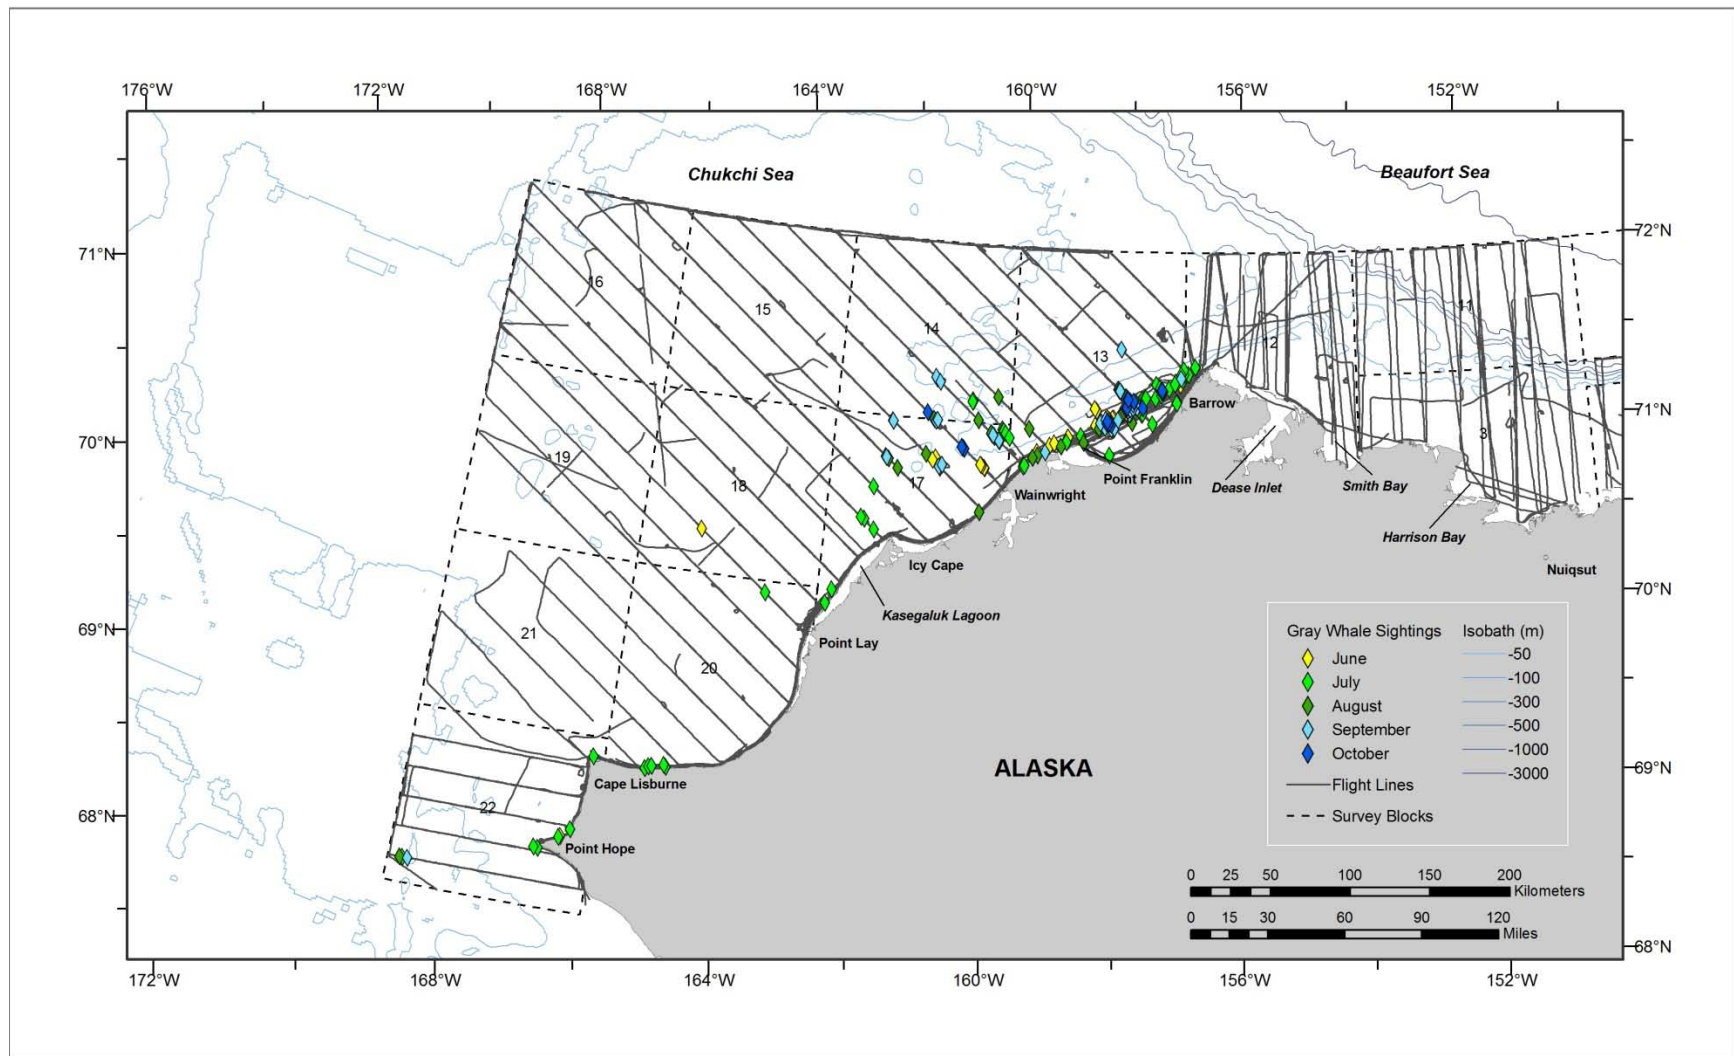 176°W 172°W 168°W 164°W 160°W 156°W 152°W
Chukchi Sea
Beaufort Sea
72°N
71°N
16
15
14
11
13
12
71°N
Barrow
70°N
3
19
18
17
Wainwright
Point Franklin
Dease Inlet
Smith Bay
Harrison Bay
Icy Cape
Nuiqsut
70°N
Kasegaluk Lagoon
69°N
21
Point Lay
20
Gray Whale Sightings
June
July
August
September
October
Flight Lines
Survey Blocks
Isobath (m)
-50
-100
-300
-500
-1000
-3000
ALASKA
69°N
Cape Lisburne
68°N
22
Point Hope
0 25 50 100 150 200
Kilometers
0 15 30 60 90 120
Miles
68°N
172°W 168°W 164°W 160°W 156°W 152°W